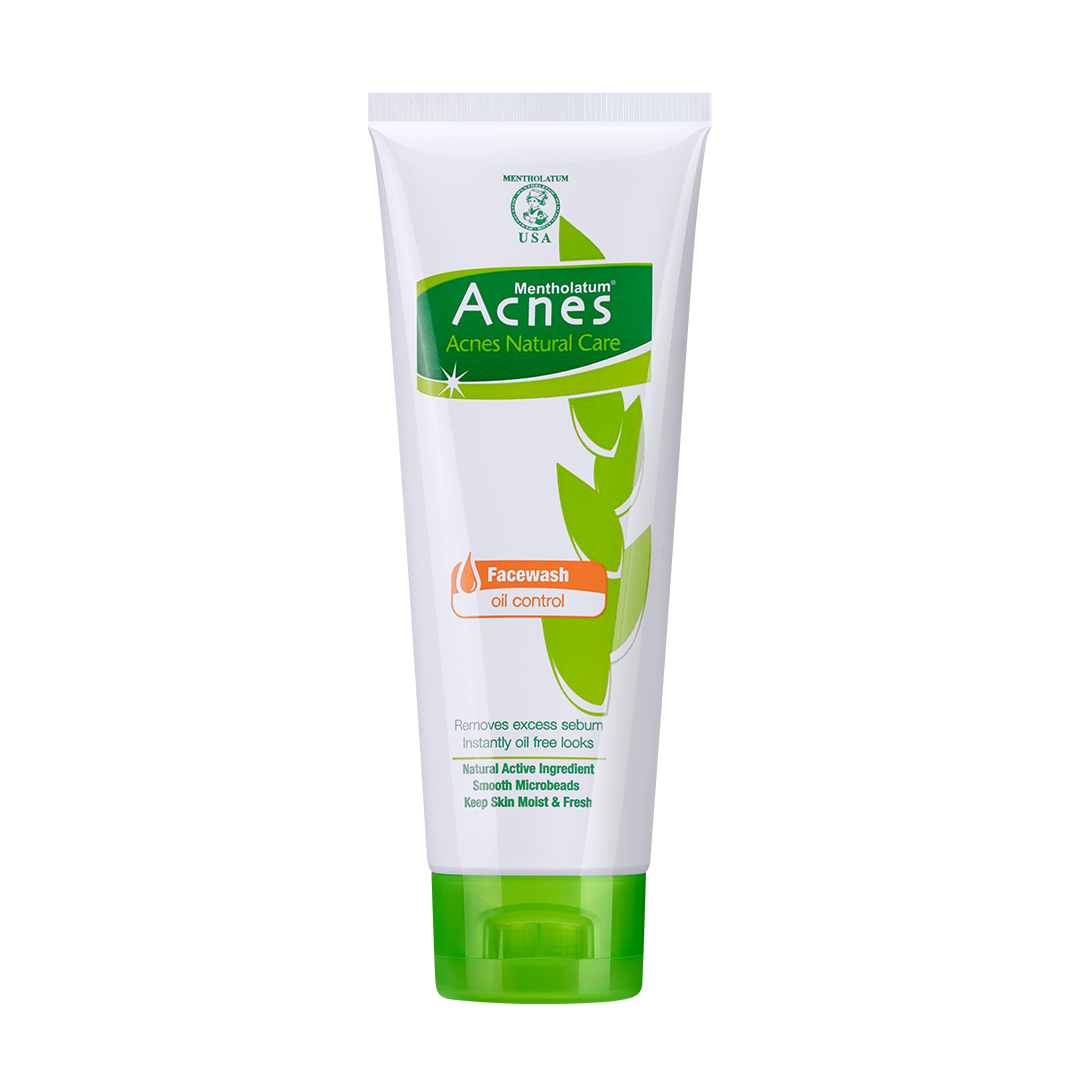 MENTHOLATUM
USA
Mentholatum®
Acnes
Acnes Natural Care
Facewash
oil control
Removes excess sebum
Instantly oil free looks
Natural Active Ingredient
Smooth Microbeads
Keep Skin Moist & Fresh